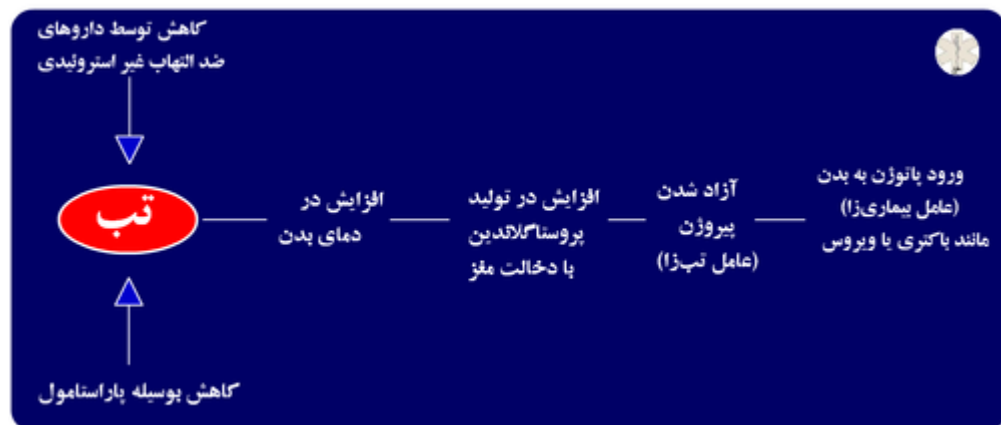 کاهش توسط داروهای
ضد التهاب غیر استروئیدی
ورود پاتوژن به بدن
(عامل بیماری‌زا)
مانند باکتری یا ویروس
آزاد شدن
پیروژن
(عامل تب‌زا)
افزایش در تولید
پروستاگلاندین
با دخالت مغز
افزایش در
دمای بدن
تب
کاهش بوسیله پاراستامول